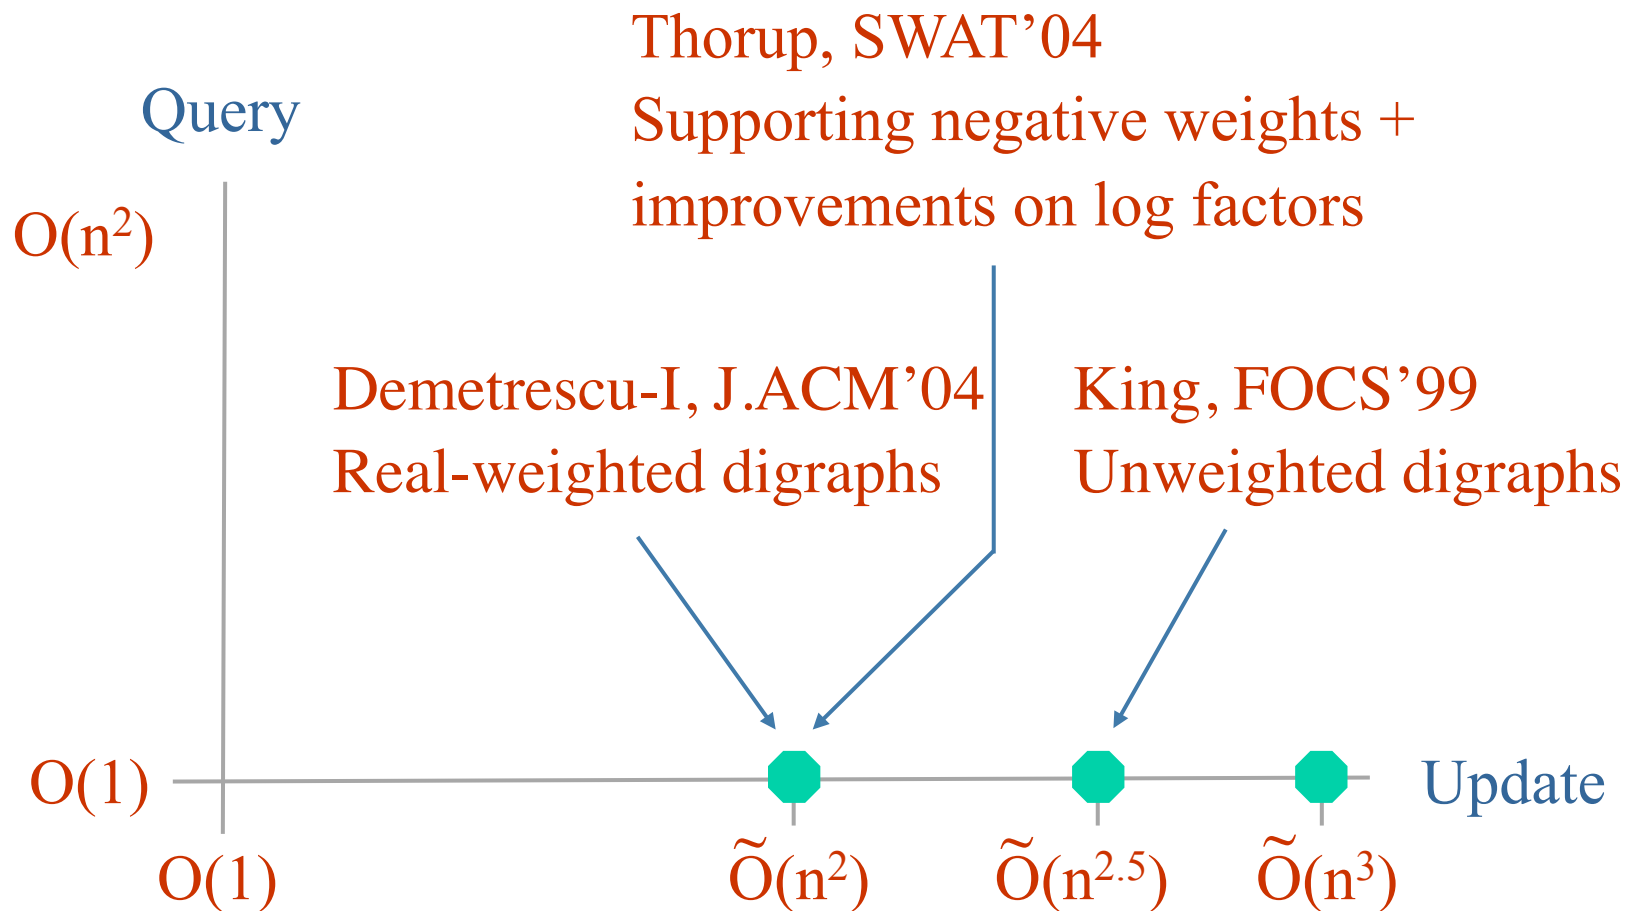 Thorup, SWAT’04
Supporting negative weights +
improvements on log factors
Query
O(n²)
Demetrescu-I, J.ACM’04
Real-weighted digraphs
King, FOCS’99
Unweighted digraphs
O(1)
Update
O(1)
Õ(n²)
Õ(n²·⁵)
Õ(n³)